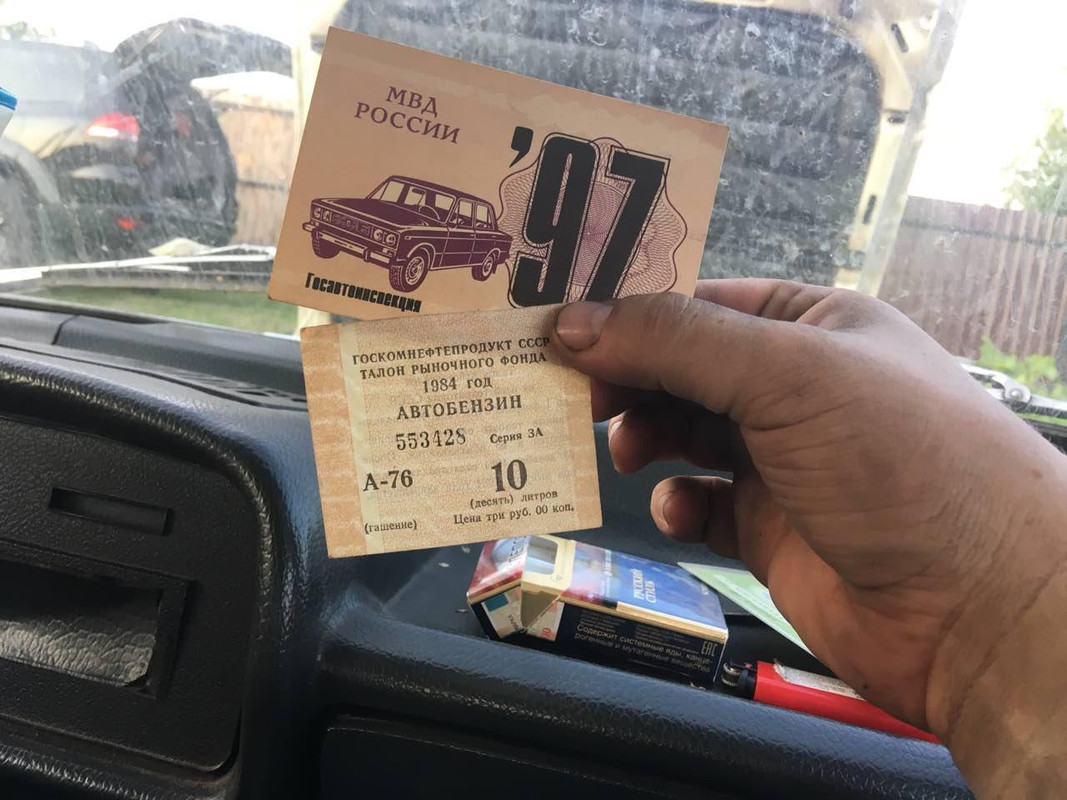 МВД
РОССИИ
'97
Госавтоинспекция
ГОСКОМНЕФТЕПРОДУКТ СССР
ТАЛОН РЫНОЧНОГО ФОНДА
1984 год
АВТОБЕНЗИН
553428 Серия ЗА
А-76 10
(десять) литров
(гашение) Цена три руб. 00 коп.
РУССКИЙ
СТИЛЬ
Содержит системные яды, канце-
рогенные и мутагенные вещества
EAC